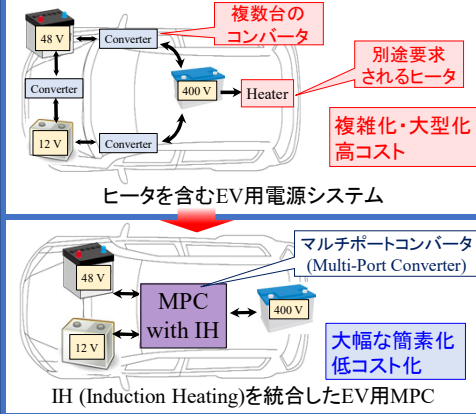 複数台の
コンバータ
48 V
Converter
別途要求
されるヒータ
Converter
400 V
Heater
12 V
Converter
複雑化・大型化
高コスト
ヒータを含むEV用電源システム
マルチポートコンバータ
(Multi-Port Converter)
48 V
MPC
with IH
400 V
12 V
大幅な簡素化
低コスト化
IH (Induction Heating)を統合したEV用MPC